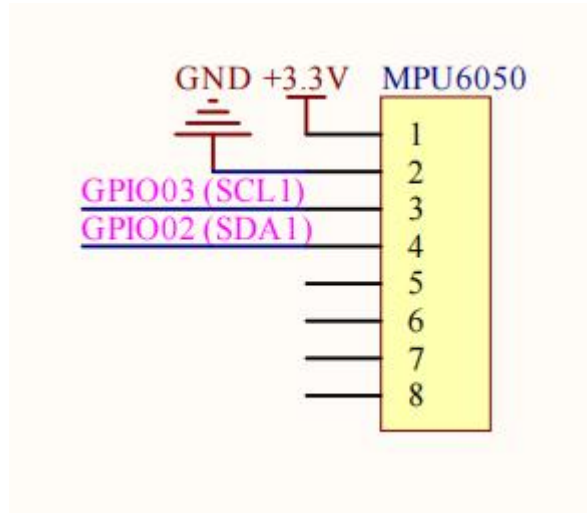 GND +3.3V MPU6050
1
2
GPIO03 (SCL1)
3
GPIO02 (SDA1)
4
5
6
7
8